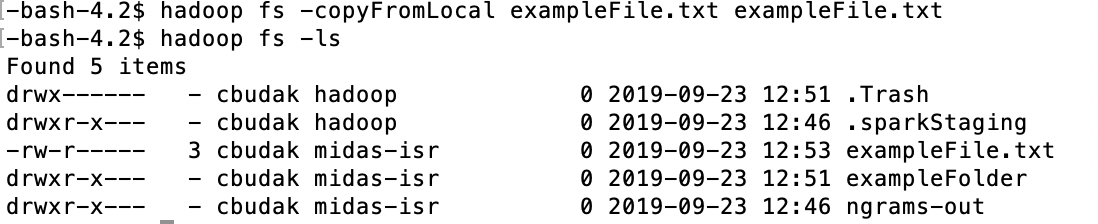 [-bash-4.2$ hadoop fs -copyFromLocal exampleFile.txt exampleFile.txt
[-bash-4.2$ hadoop fs -ls
Found 5 items
drwx------   - cbudak hadoop             0 2019-09-23 12:51 .Trash
drwxr-x---   - cbudak hadoop             0 2019-09-23 12:46 .sparkStaging
-rw-r-----   3 cbudak midas-isr          0 2019-09-23 12:53 exampleFile.txt
drwxr-x---   - cbudak midas-isr          0 2019-09-23 12:51 exampleFolder
drwxr-x---   - cbudak midas-isr          0 2019-09-23 12:46 ngrams-out